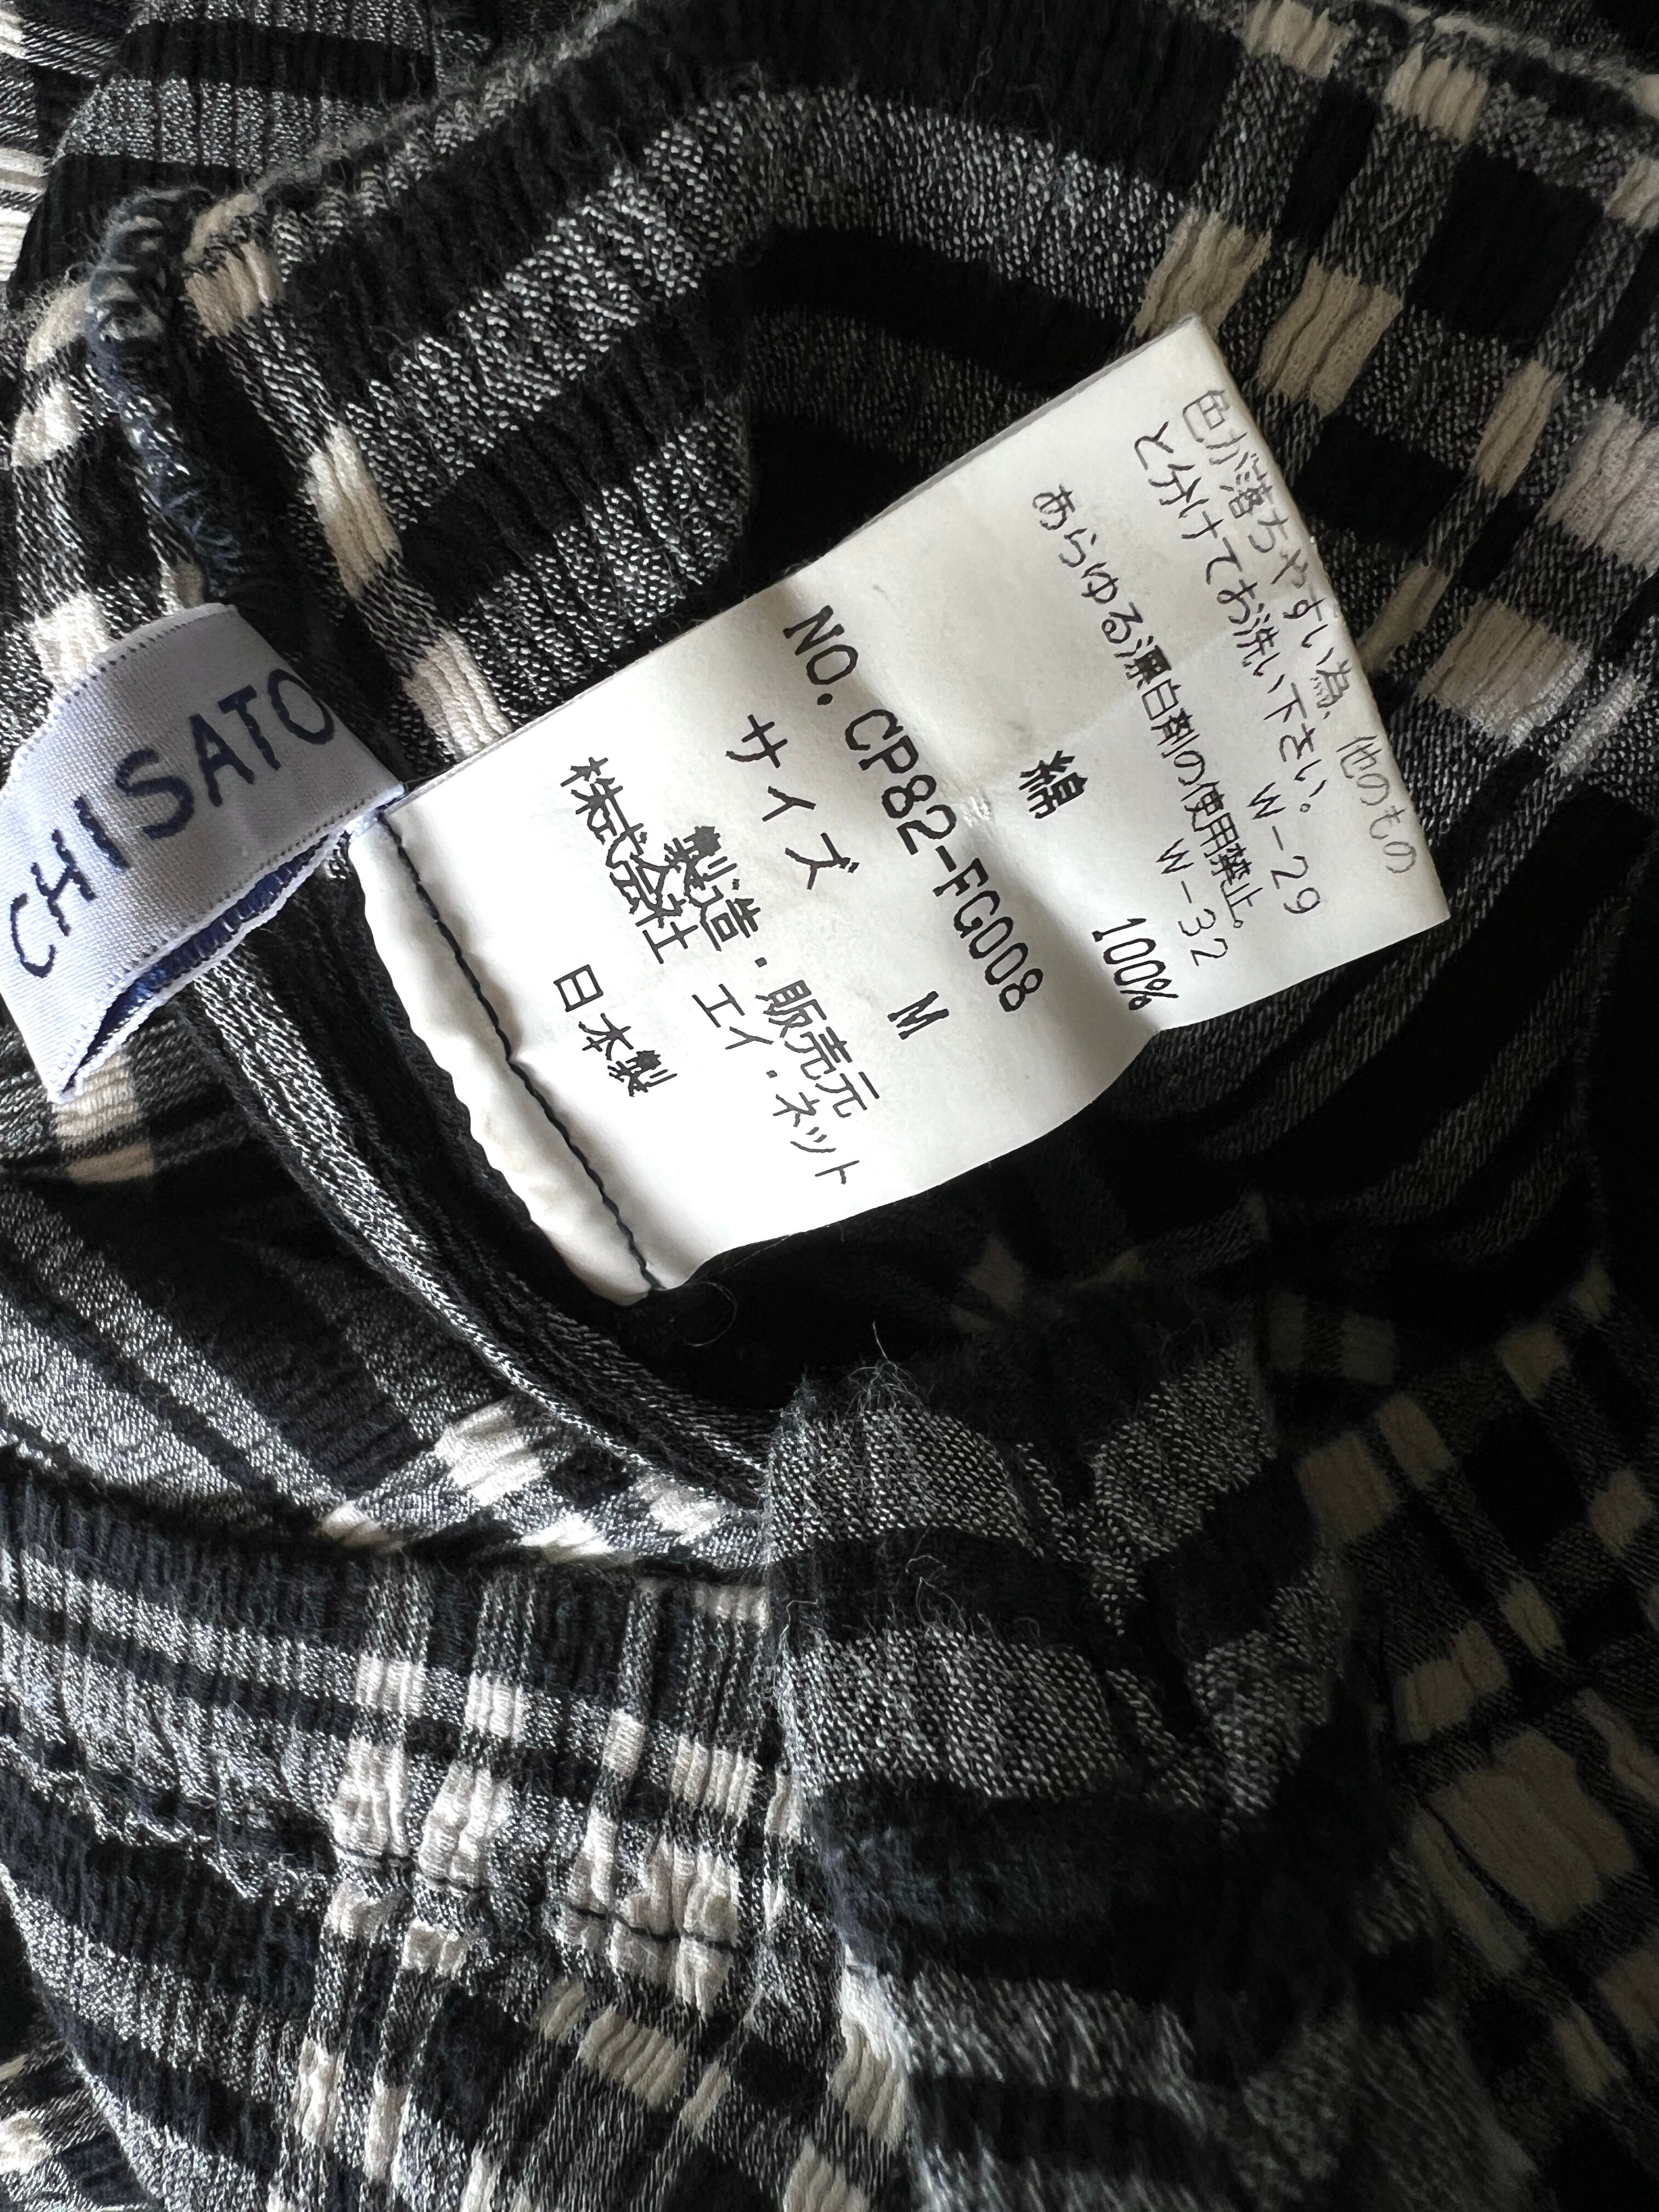 CHISATO
色が落ちやすい為、他のもの
と分けてお洗い下さい。
W-29
あらゆる漂白剤の使用禁止。
W-32
綿 100%
NO.CP82-FG008
サイズ M
製造・販売元
株式会社 エイ・ネット
日本製